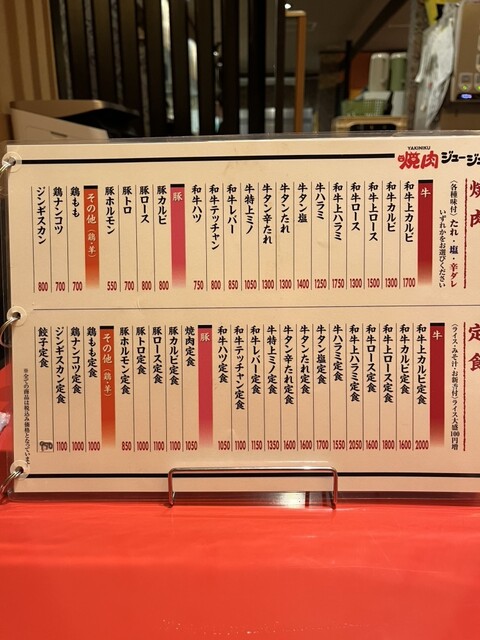 YAKINIKU
焼肉 ジュージュ
焼肉
(各種味付)たれ・塩・辛ダレ
いずれかをお選びください
牛
和牛上カルビ 1700
和牛カルビ 1300
和牛上ロース 1500
和牛ロース 1300
牛上ハラミ 1750
牛ハラミ 1250
牛タン塩 1400
牛タンたれ 1300
牛タン辛たれ 1300
牛特上ミノ 1050
和牛レバー 850
和牛テッチャン 800
和牛ハツ 750
豚
豚カルビ 800
豚ロース 800
豚トロ 700
豚ホルモン 550
その他(鶏・羊)
鶏もも 700
鶏ナンコツ 700
ジンギスカン 800
定食
(ライス・みそ汁・お新香付)ライス大盛100円増
牛
和牛上カルビ定食 2000
和牛カルビ定食 1600
和牛上ロース定食 1800
和牛ロース定食 1600
牛上ハラミ定食 2050
牛ハラミ定食 1550
牛タン塩定食 1700
牛タンたれ定食 1600
牛タン辛たれ定食 1600
牛特上ミノ定食 1350
和牛レバー定食 1150
和牛テッチャン定食 1100
和牛ハツ定食 1050
豚
焼肉定食 1050
豚カルビ定食 1100
豚ロース定食 1100
豚トロ定食 1000
豚ホルモン定食 850
その他(鶏・羊)
鶏もも定食 1000
鶏ナンコツ定食 1000
ジンギスカン定食 1100
餃子定食
※全ての商品は税込み価格となっています。